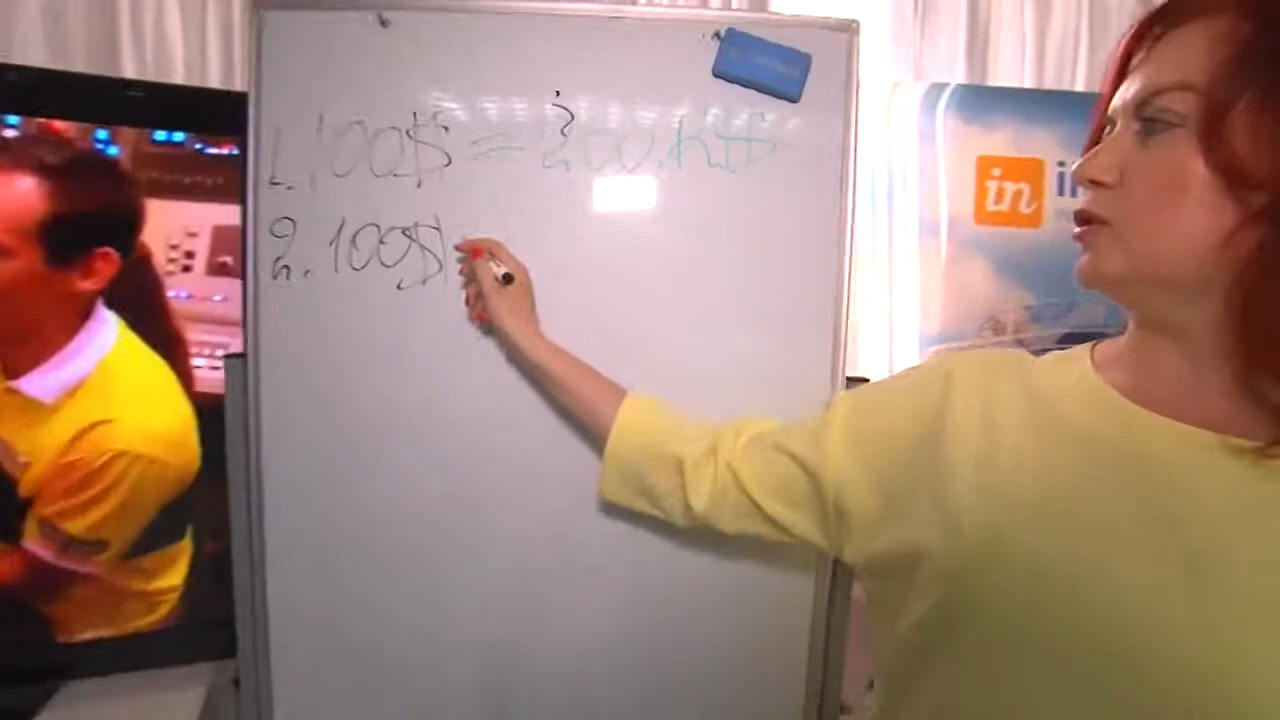 1. 100$ = 200.
2. 100$
in